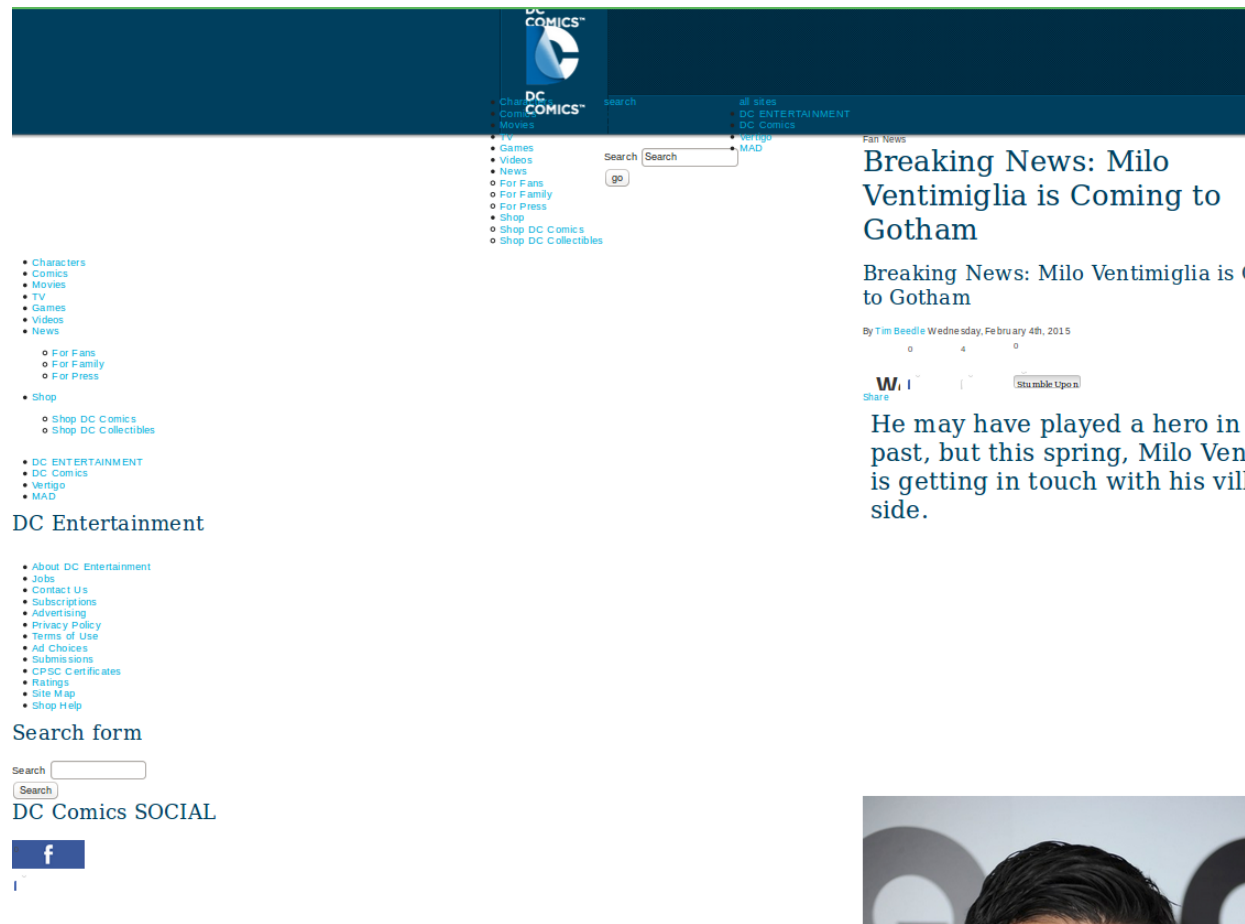 DC
COMICS™
DC
COMICS™
Characters
Comics
Movies
TV
Games
Videos
News
For Fans
For Family
For Press
Shop
Shop DC Comics
Shop DC Collectibles
search
Search Search
go
all sites
DC ENTERTAINMENT
DC Comics
Vertigo
MAD
Fan News
Breaking News: Milo
Ventimiglia is Coming to
Gotham
Breaking News: Milo Ventimiglia is
to Gotham
By Tim Beedle Wednesday, February 4th, 2015
0 4 0
Stumble Upon
Share
He may have played a hero in
past, but this spring, Milo Ven
is getting in touch with his vil
side.
Characters
Comics
Movies
TV
Games
Videos
News
For Fans
For Family
For Press
Shop
Shop DC Comics
Shop DC Collectibles
DC ENTERTAINMENT
DC Comics
Vertigo
MAD
DC Entertainment
About DC Entertainment
Jobs
Contact Us
Subscriptions
Advertising
Privacy Policy
Terms of Use
Ad Choices
Submissions
CPSC Certificates
Ratings
Site Map
Shop Help
Search form
Search
Search
DC Comics SOCIAL
f